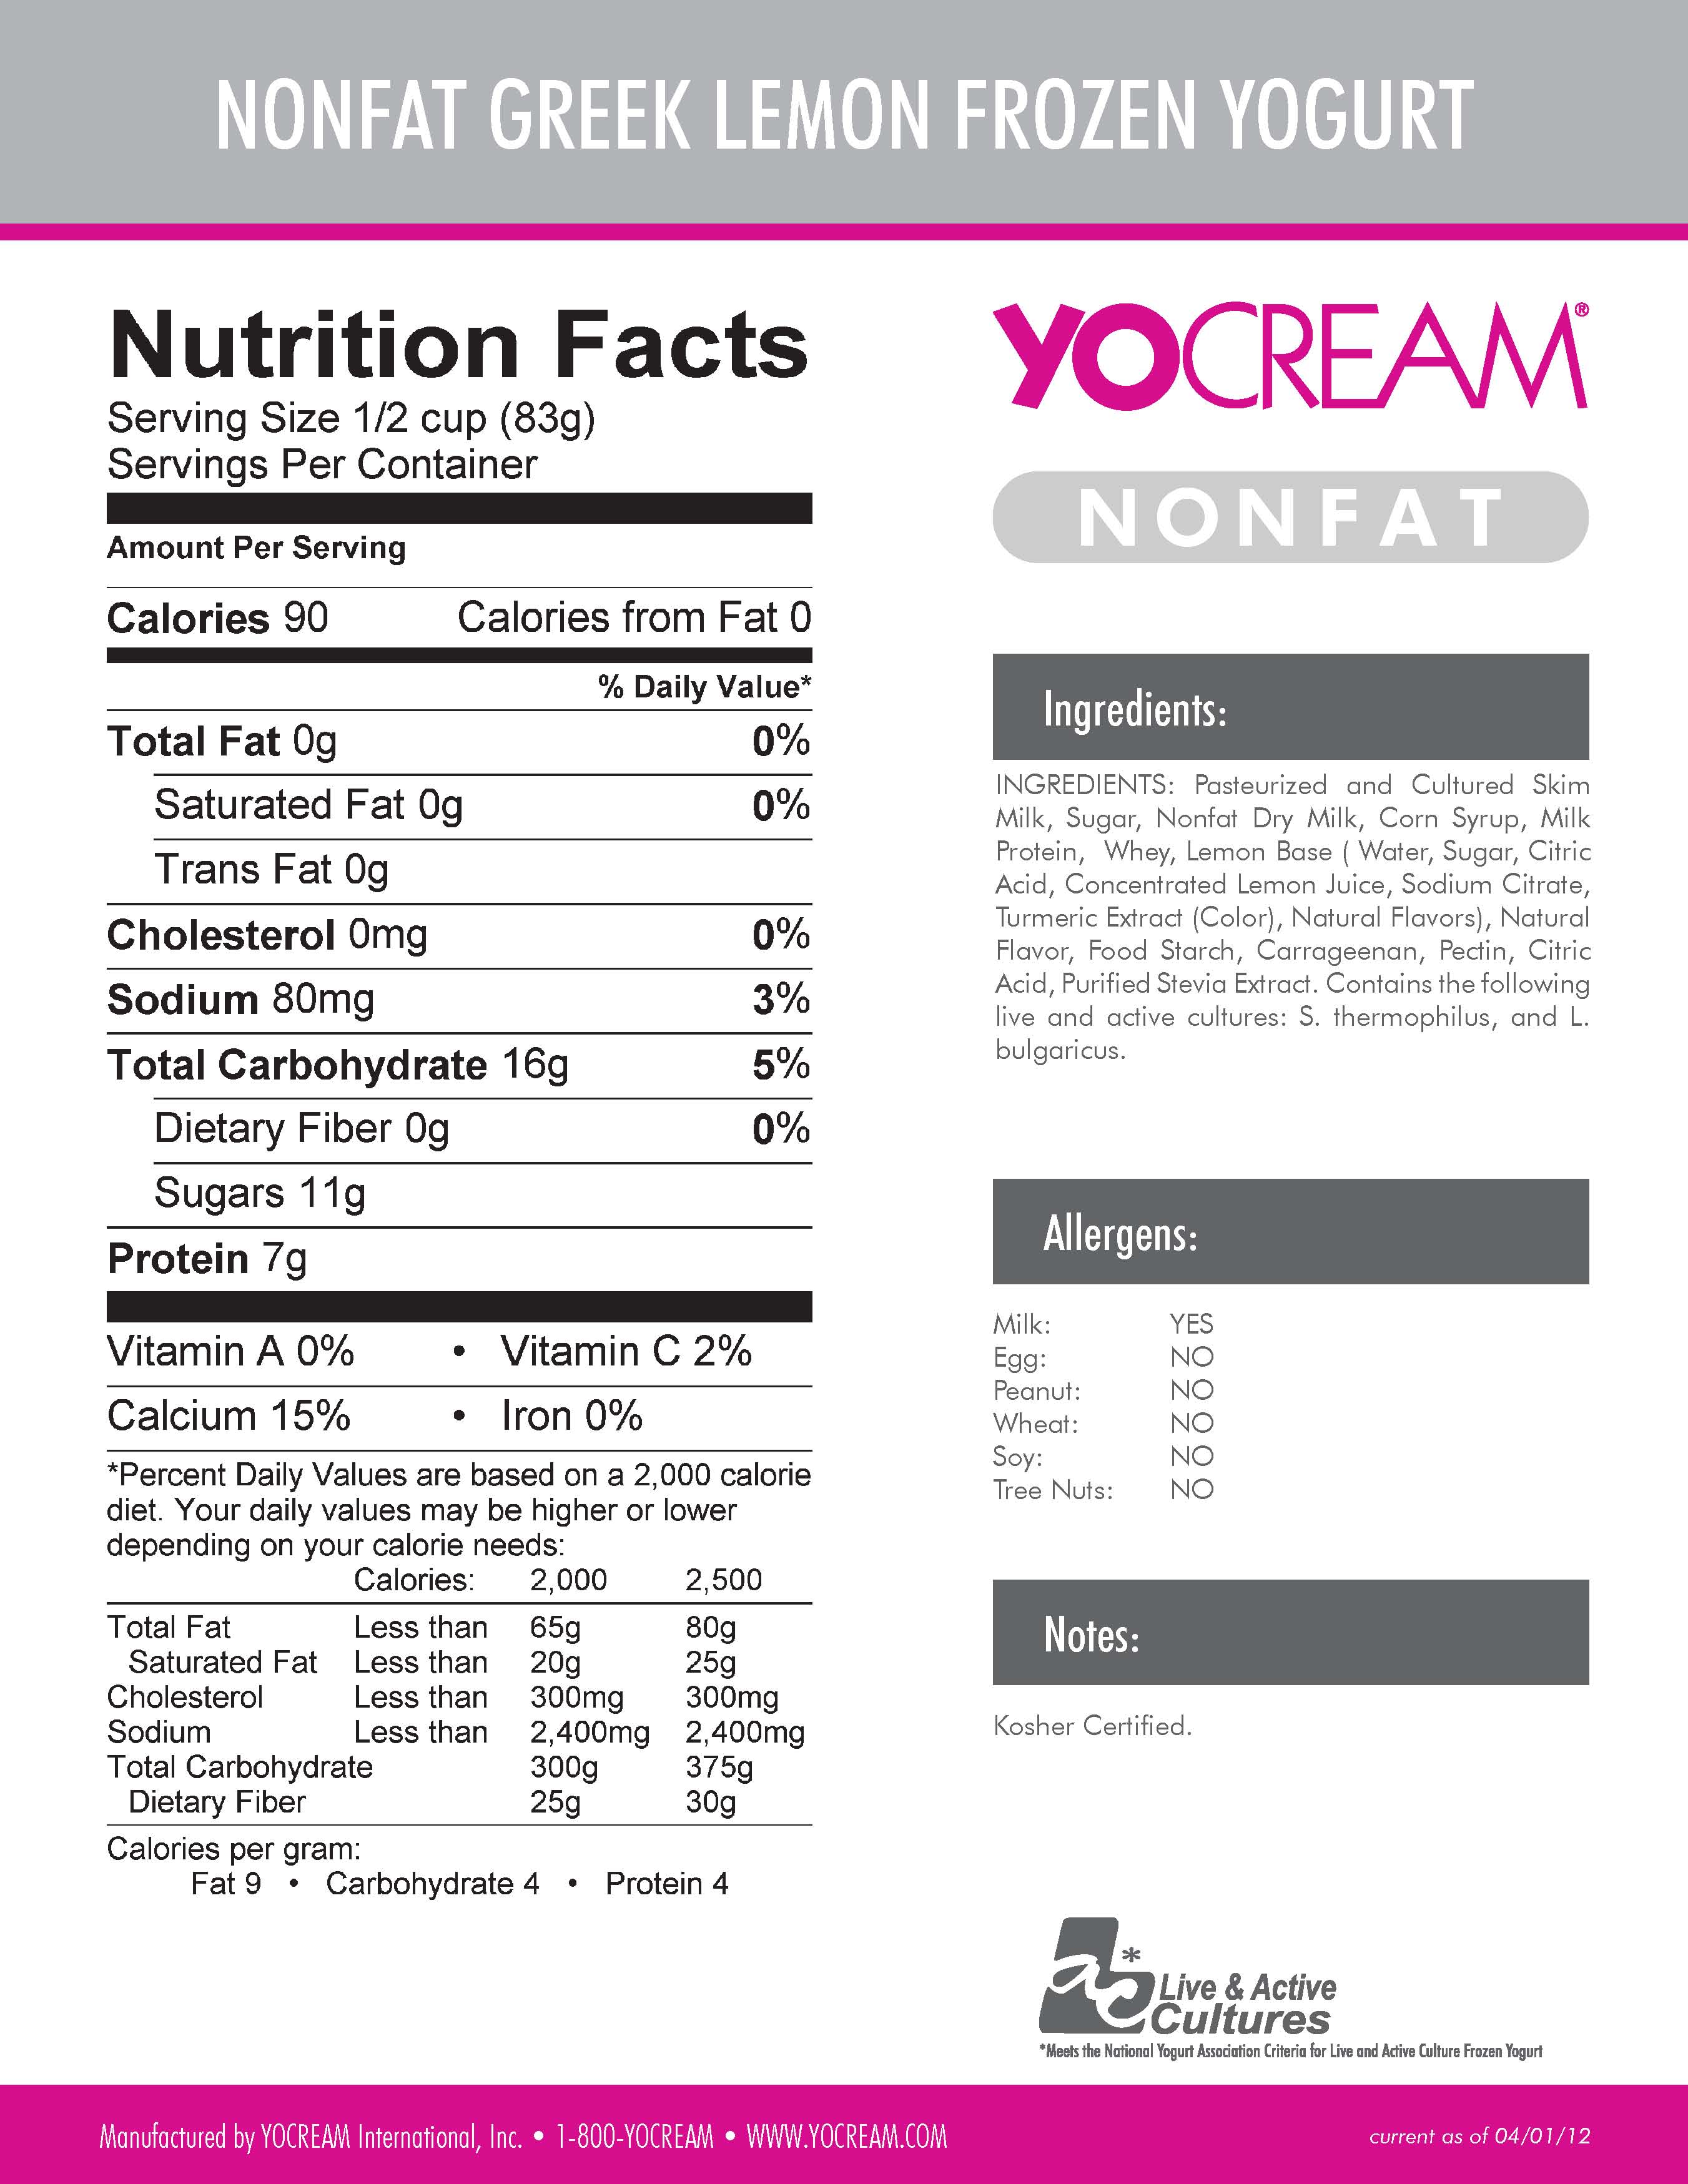 NONFAT GREEK LEMON FROZEN YOGURT
Nutrition Facts
Serving Size 1/2 cup (83g)
Servings Per Container
Amount Per Serving
Calories 90 Calories from Fat 0
% Daily Value*
Total Fat 0g 0%
Saturated Fat 0g 0%
Trans Fat 0g
Cholesterol 0mg 0%
Sodium 80mg 3%
Total Carbohydrate 16g 5%
Dietary Fiber 0g 0%
Sugars 11g
Protein 7g
Vitamin A 0% • Vitamin C 2%
Calcium 15% • Iron 0%
*Percent Daily Values are based on a 2,000 calorie
diet. Your daily values may be higher or lower
depending on your calorie needs:
Calories: 2,000 2,500
Total Fat Less than 65g 80g
Saturated Fat Less than 20g 25g
Cholesterol Less than 300mg 300mg
Sodium Less than 2,400mg 2,400mg
Total Carbohydrate 300g 375g
Dietary Fiber 25g 30g
Calories per gram:
Fat 9 • Carbohydrate 4 • Protein 4
YOCREAM®
NONFAT
Ingredients:
INGREDIENTS: Pasteurized and Cultured Skim
Milk, Sugar, Nonfat Dry Milk, Corn Syrup, Milk
Protein, Whey, Lemon Base ( Water, Sugar, Citric
Acid, Concentrated Lemon Juice, Sodium Citrate,
Turmeric Extract (Color), Natural Flavors), Natural
Flavor, Food Starch, Carrageenan, Pectin, Citric
Acid, Purified Stevia Extract. Contains the following
live and active cultures: S. thermophilus, and L.
bulgaricus.
Allergens:
Milk: YES
Egg: NO
Peanut: NO
Wheat: NO
Soy: NO
Tree Nuts: NO
Notes:
Kosher Certified.
ac*
Live & Active
Cultures
*Meets the National Yogurt Association Criteria for Live and Active Culture Frozen Yogurt
Manufactured by YOCREAM International, Inc. • 1-800-YOCREAM • WWW.YOCREAM.COM
current as of 04/01/12